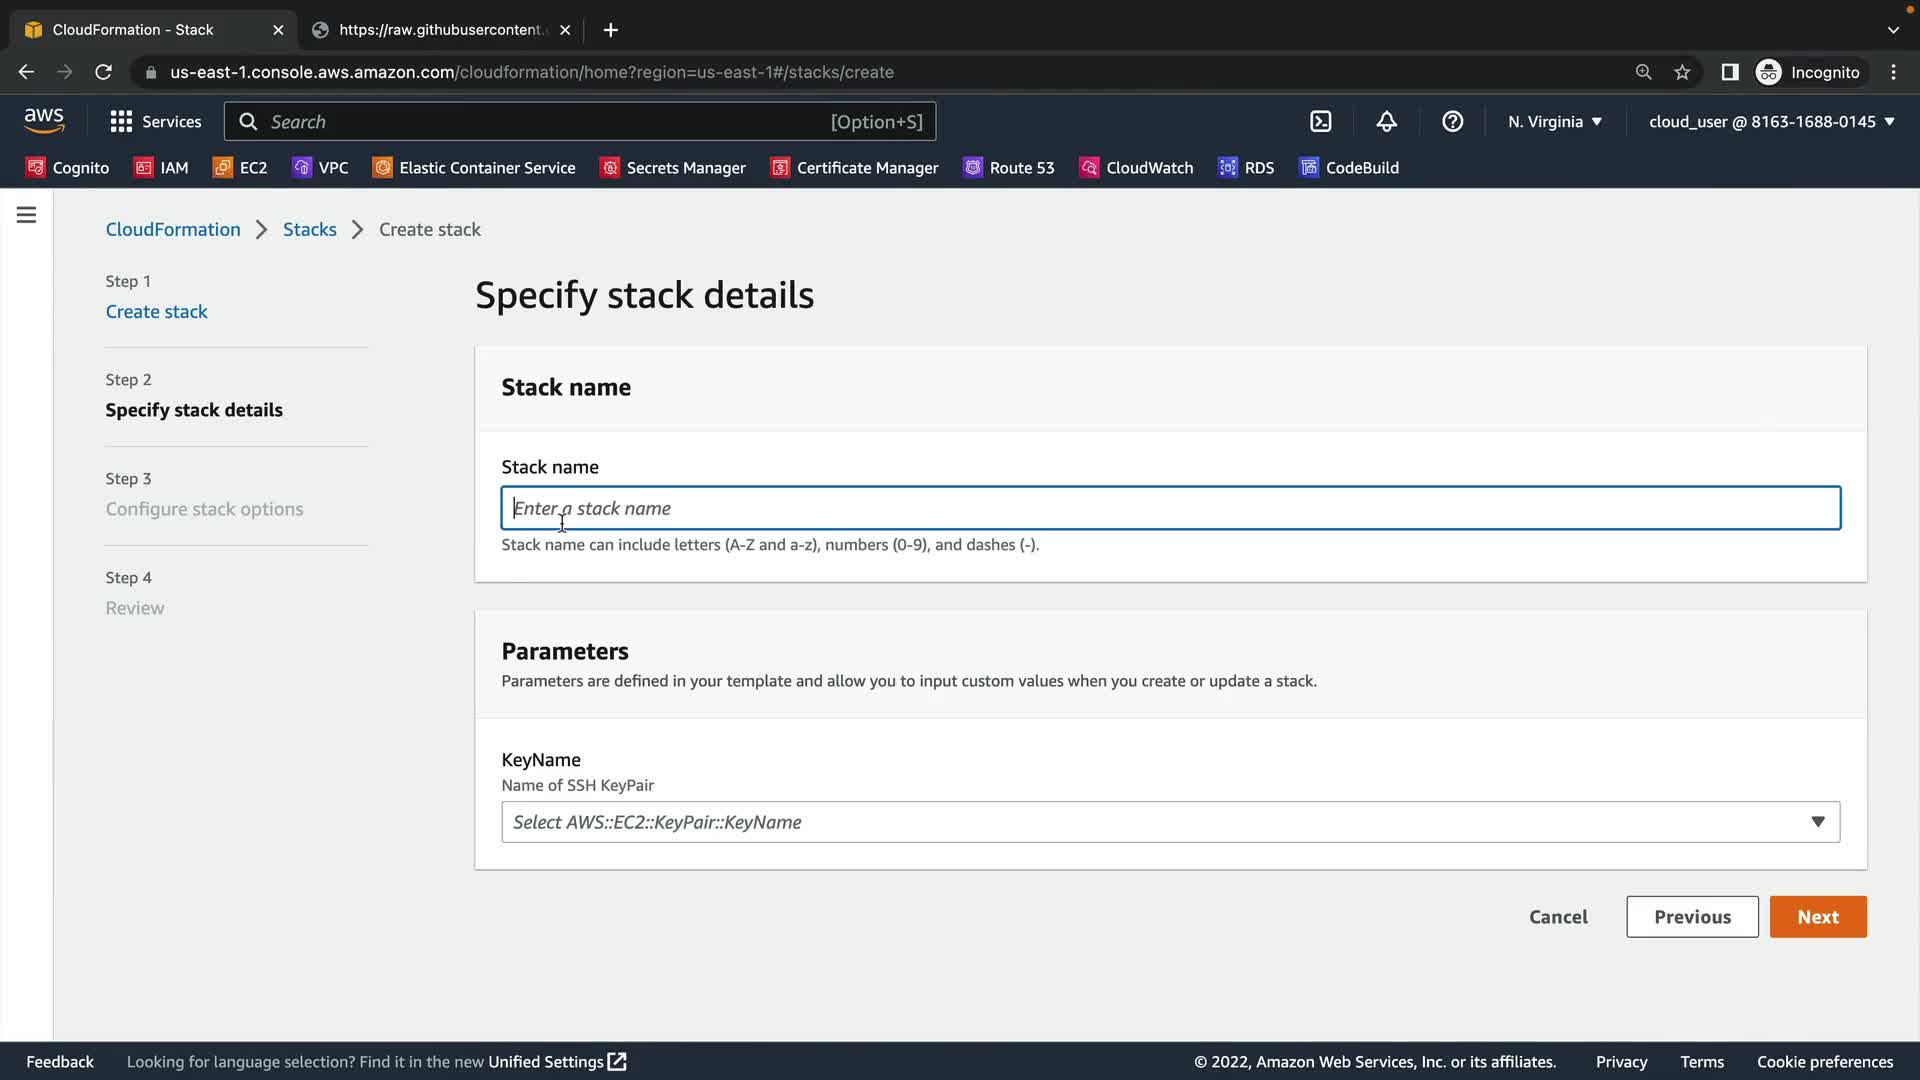 CloudFormation - Stack
https://raw.githubusercontent.
us-east-1.console.aws.amazon.com/cloudformation/home?region=us-east-1#/stacks/create
Incognito
aws
Services
Search
[Option+S]
N. Virginia
cloud_user @ 8163-1688-0145
Cognito
IAM
EC2
VPC
Elastic Container Service
Secrets Manager
Certificate Manager
Route 53
CloudWatch
RDS
CodeBuild
CloudFormation
Stacks
Create stack
Step 1
Create stack
Step 2
Specify stack details
Step 3
Configure stack options
Step 4
Review
Specify stack details
Stack name
Stack name
Enter a stack name
Stack name can include letters (A-Z and a-z), numbers (0-9), and dashes (-).
Parameters
Parameters are defined in your template and allow you to input custom values when you create or update a stack.
KeyName
Name of SSH KeyPair
Select AWS::EC2::KeyPair::KeyName
Cancel
Previous
Next
Feedback
Looking for language selection? Find it in the new Unified Settings
© 2022, Amazon Web Services, Inc. or its affiliates.
Privacy
Terms
Cookie preferences